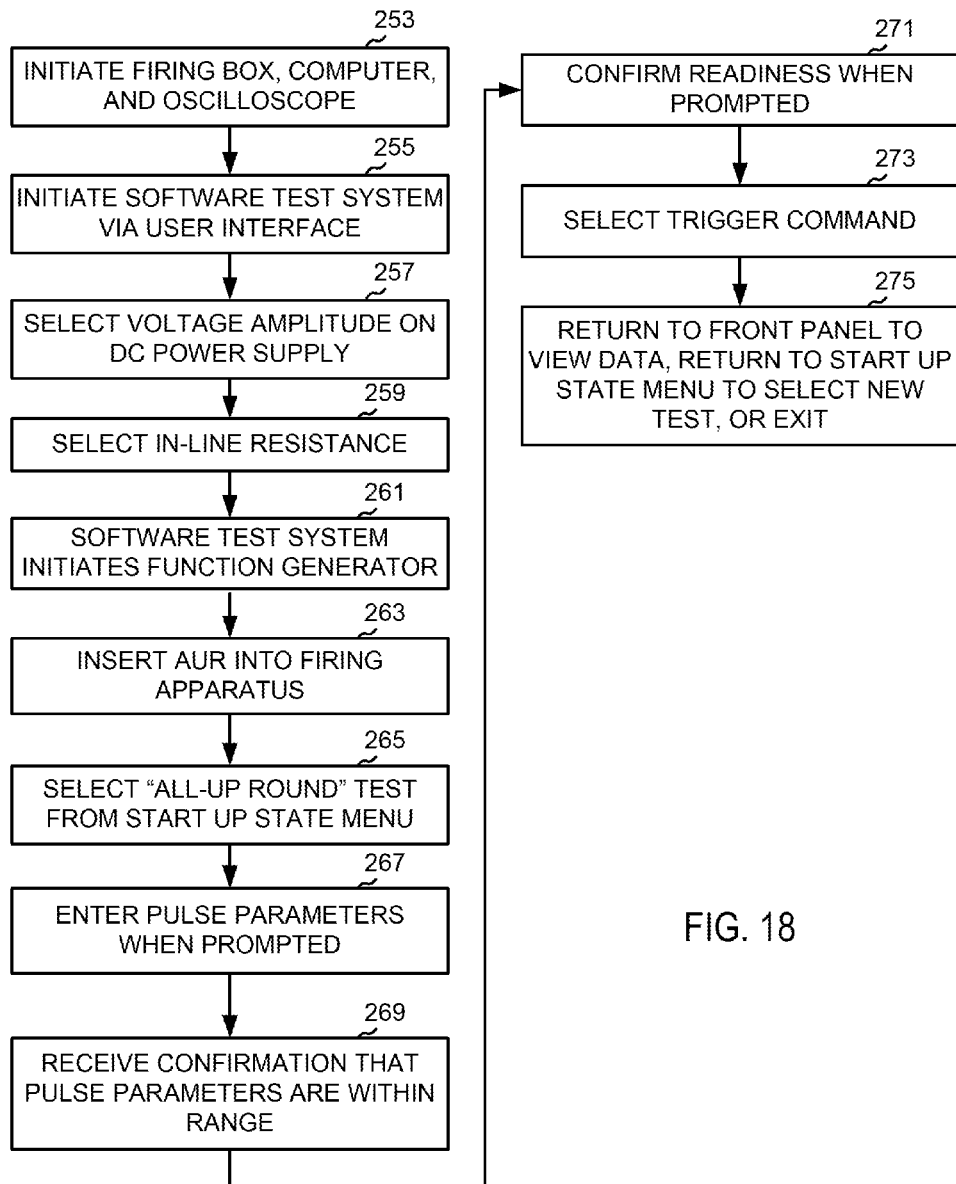 253
INITIATE FIRING BOX, COMPUTER,
AND OSCILLOSCOPE
255
INITIATE SOFTWARE TEST SYSTEM
VIA USER INTERFACE
257
SELECT VOLTAGE AMPLITUDE ON
DC POWER SUPPLY
259
SELECT IN-LINE RESISTANCE
261
SOFTWARE TEST SYSTEM
INITIATES FUNCTION GENERATOR
263
INSERT AUR INTO FIRING
APPARATUS
265
SELECT “ALL-UP ROUND” TEST
FROM START UP STATE MENU
267
ENTER PULSE PARAMETERS
WHEN PROMPTED
269
RECEIVE CONFIRMATION THAT
PULSE PARAMETERS ARE WITHIN
RANGE
271
CONFIRM READINESS WHEN
PROMPTED
273
SELECT TRIGGER COMMAND
275
RETURN TO FRONT PANEL TO
VIEW DATA, RETURN TO START UP
STATE MENU TO SELECT NEW
TEST, OR EXIT
FIG. 18